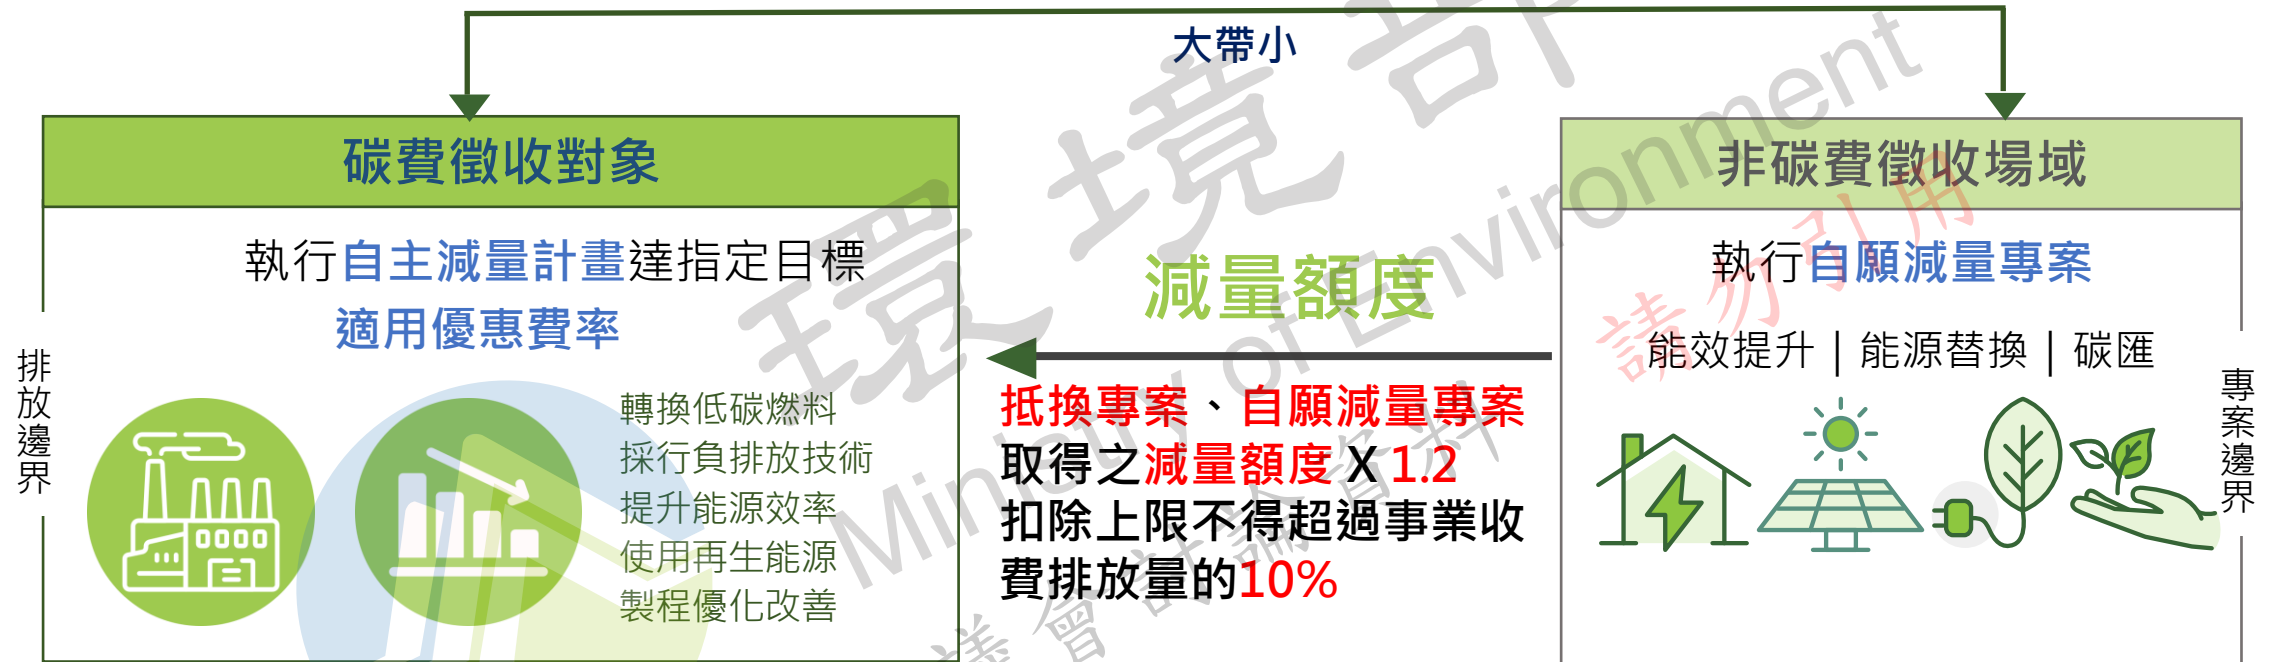 大帶小
碳費徵收對象
執行自主減量計畫達指定目標
適用優惠費率
排放邊界
轉換低碳燃料
採行負排放技術
提升能源效率
使用再生能源
製程優化改善
減量額度
抵換專案、自願減量專案
取得之減量額度 X 1.2
扣除上限不得超過事業收
費排放量的10%
非碳費徵收場域
執行自願減量專案
能效提升 | 能源替換 | 碳匯
專案邊界
環境部
Ministry of Environment
議會討論資料
請勿引用